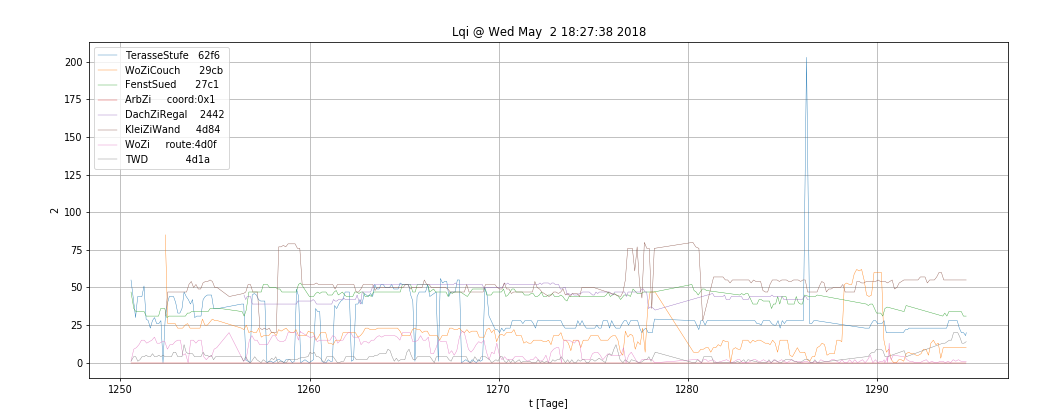 Lqi @ Wed May  2 18:27:38 2018
TerasseStufe   62f6
WoZiCouch      29cb
FenstSued      27c1
ArbZi     coord:0x1
DachZiRegal    2442
KleiZiWand     4d84
WoZi     route:4d0f
TWD            4d1a
200
175
150
125
100
75
50
25
0
2
1250 1260 1270 1280 1290
t [Tage]